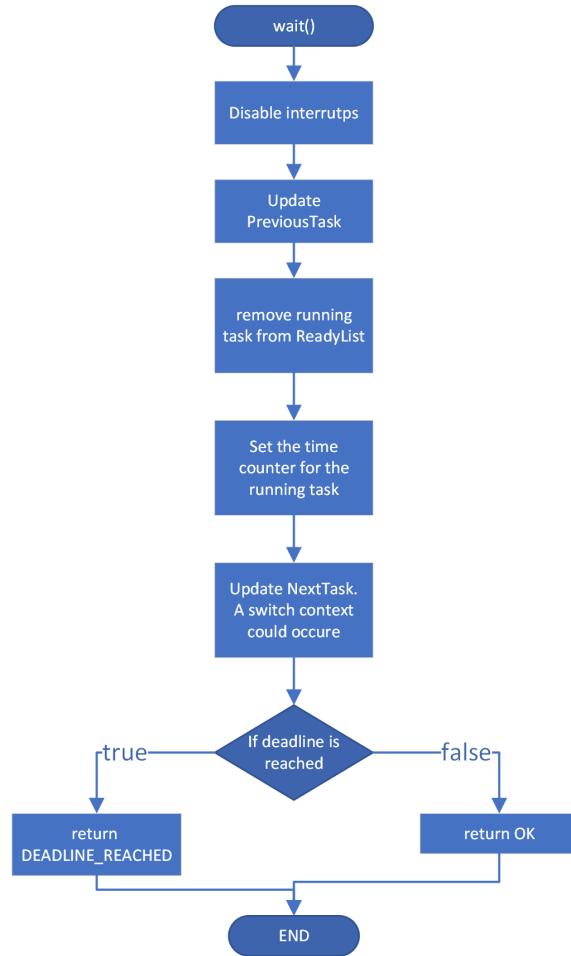 wait()
Disable interrutps
Update
PreviousTask
remove running
task from ReadyList
Set the time
counter for the
running task
Update NextTask.
A switch context
could occure
If deadline is
reached
true
false
return
DEADLINE_REACHED
return OK
END